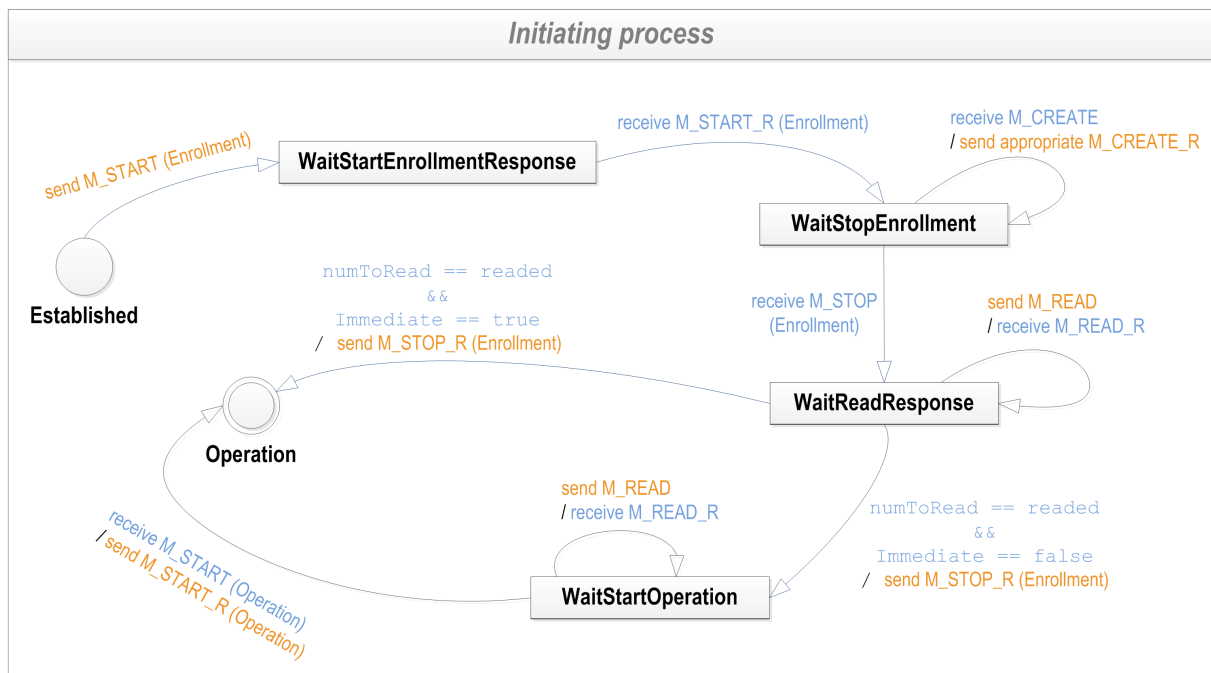 Initiating process
receive M_START_R (Enrollment)
receive M_CREATE
/ send appropriate M_CREATE_R
send M_START (Enrollment)
WaitStartEnrollmentResponse
WaitStopEnrollment
Established
numToRead == readed
&&
Immediate == true
/ send M_STOP_R (Enrollment)
receive M_STOP
(Enrollment)
send M_READ
/ receive M_READ_R
WaitReadResponse
Operation
send M_READ
/ receive M_READ_R
numToRead == readed
&&
Immediate == false
/ send M_STOP_R (Enrollment)
receive M_START (Operation)
/ send M_START_R (Operation)
WaitStartOperation